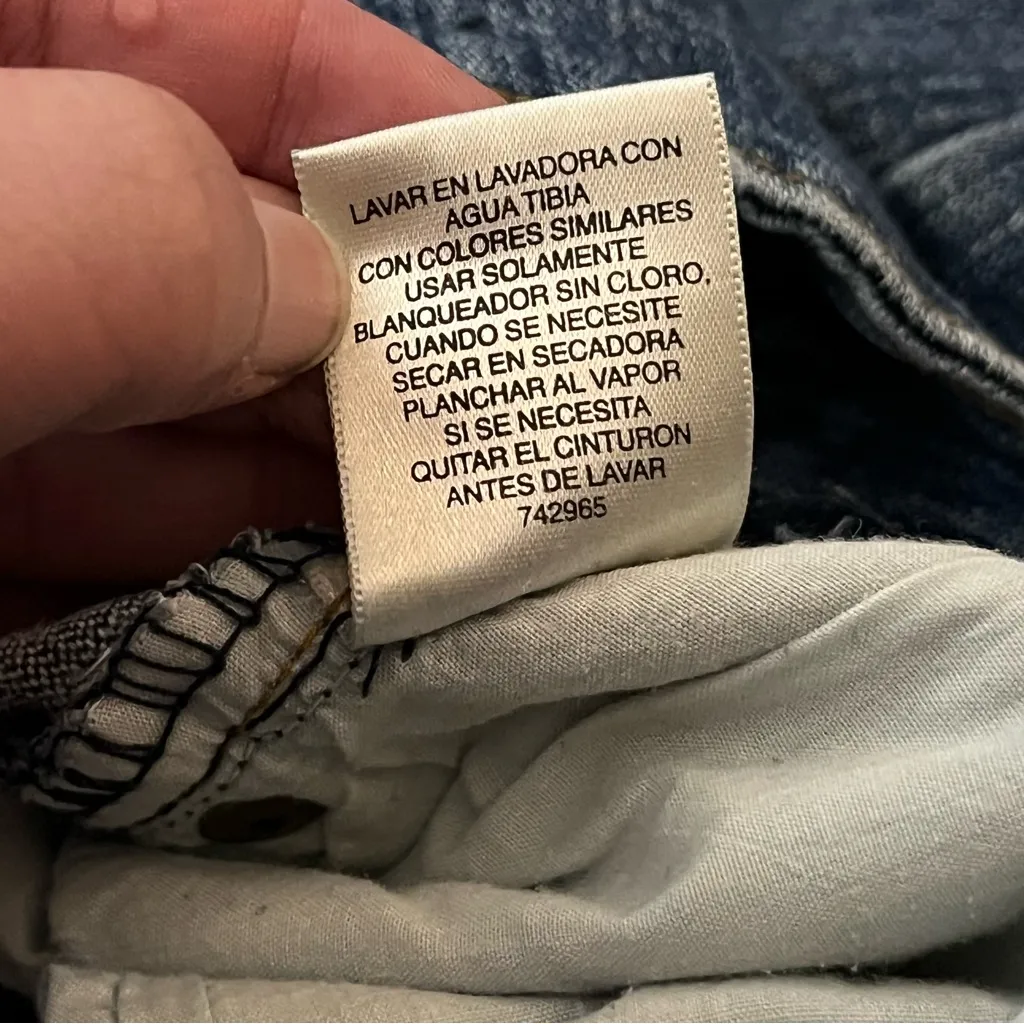 LAVAR EN LAVADORA CON
AGUA TIBIA
CON COLORES SIMILARES
USAR SOLAMENTE
BLANQUEADOR SIN CLORO,
CUANDO SE NECESITE
SECAR EN SECADORA
PLANCHAR AL VAPOR
SI SE NECESITA
QUITAR EL CINTURON
ANTES DE LAVAR
742965